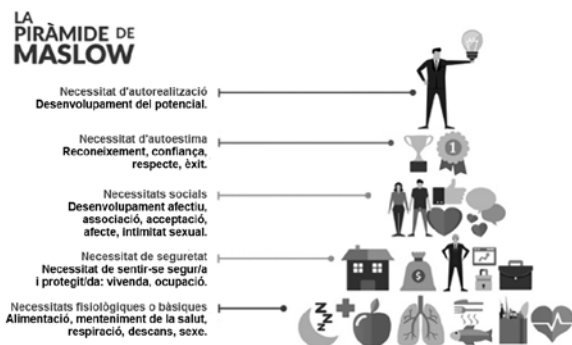 LA
PIRÀMIDE DE
MASLOW
Necessitat d'autorealització
Desenvolupament del potencial.
Necessitat d'autoestima
Reconeixement, confiança,
respecte, èxit.
1
Necessitats socials
Desenvolupament afectiu,
associació, acceptació,
afecte, intimitat sexual.
Necessitat de seguretat
Necessitat de sentir-se segur/a
i protegit/da: vivenda, ocupació.
$
Necessitats fisiològiques o bàsiques
Alimentació, menteniment de la salut,
respiració, descans, sexe.
Z Z Z